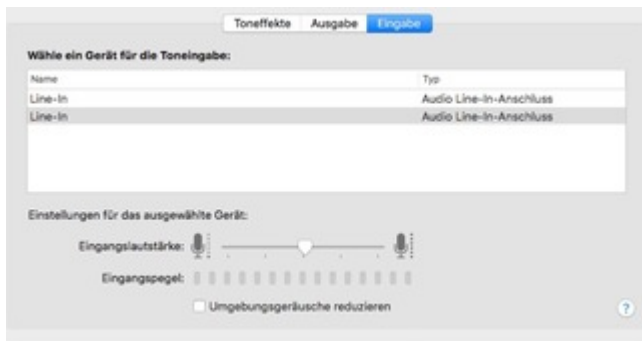 Toneffekte Ausgabe Eingabe
Wähle ein Gerät für die Toneingabe:
Name Typ
Line-In Audio Line-In-Anschluss
Line-In Audio Line-In-Anschluss
Einstellungen für das ausgewählte Gerät:
Eingangslautstärke:
Eingangspegel:
Umgebungsgeräusche reduzieren ?